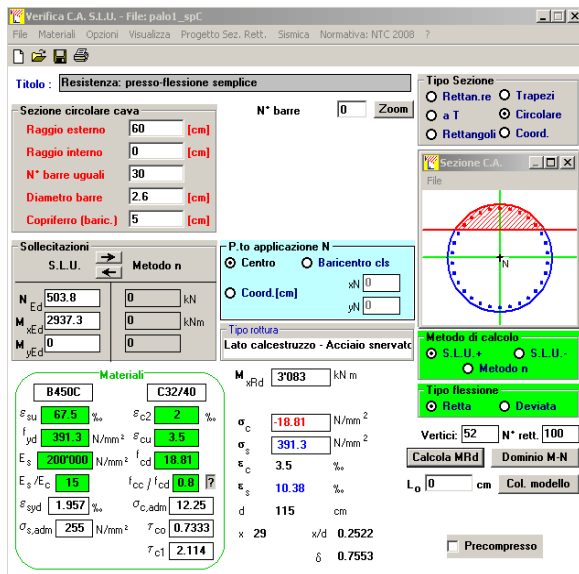 Verifica C.A. S.L.U. - File: palo1_spC
File Materiali Opzioni Visualizza Progetto Sez. Rett. Sismica Normativa: NTC 2008 ?
Titolo : Resistenza: presso-flessione semplice
Sezione circolare cava
Raggio esterno 60 [cm]
Raggio interno 0 [cm]
N° barre uguali 30
Diametro barre 2.6 [cm]
Copriferro (baric.) 5 [cm]
N° barre 0 Zoom
Tipo Sezione
Rettan.re Trapezi
a T Circolare
Rettangoli Coord.
Sezione C.A.
File
N
Sollecitazioni
S.L.U. Metodo n
N Ed 503.8 0 kN
M xEd 2937.3 0 kNm
M yEd 0 0
P.to applicazione N
Centro Baricentro cls
Coord.[cm] xN 0
yN 0
Tipo rottura
Lato calcestruzzo - Acciaio snervato
Metodo di calcolo
S.L.U.+ S.L.U.-
Metodo n
Tipo flessione
Retta Deviata
Materiali
B450C C32/40
ε su 67.5 ‰ ε c2 2 ‰
f yd 391.3 N/mm² ε cu 3.5
E s 200'000 N/mm² f cd 18.81
E s /E c 15 f cc / f cd 0.8 ?
ε syd 1.957 ‰ σ c,adm 12.25
σ s,adm 255 N/mm² τ co 0.7333
τ c1 2.114
M xRd 3'083 kN m
σ c -18.81 N/mm²
σ s 391.3 N/mm²
ε c 3.5 ‰
ε s 10.38 ‰
d 115 cm
x 29 x/d 0.2522
δ 0.7553
Vertici: 52 N° rett. 100
Calcola MRd Dominio M-N
L o 0 cm Col. modello
Precompresso